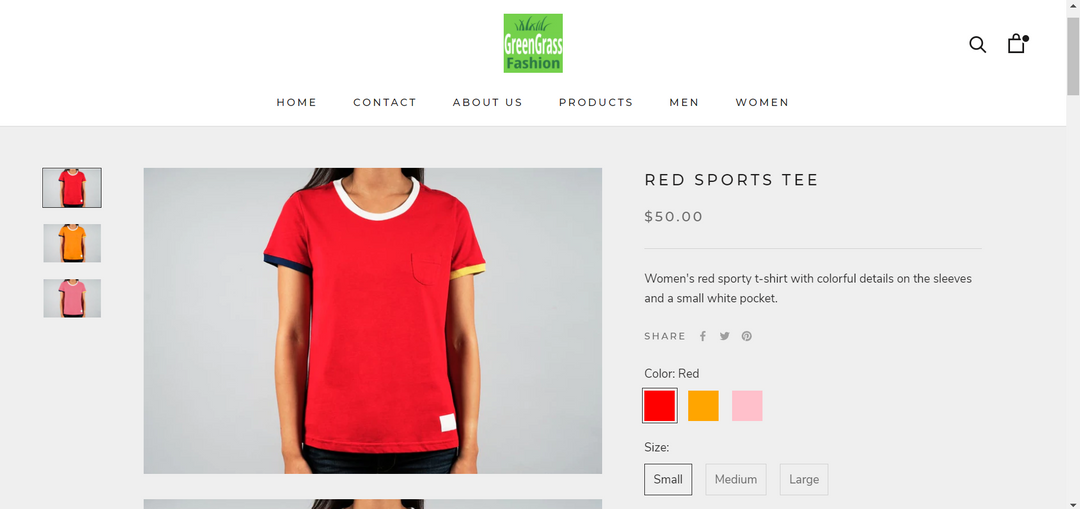 GreenGrass
Fashion
HOME CONTACT ABOUT US PRODUCTS MEN WOMEN
RED SPORTS TEE
$50.00
Women's red sporty t-shirt with colorful details on the sleeves
and a small white pocket.
SHARE
Color: Red
Size:
Small Medium Large